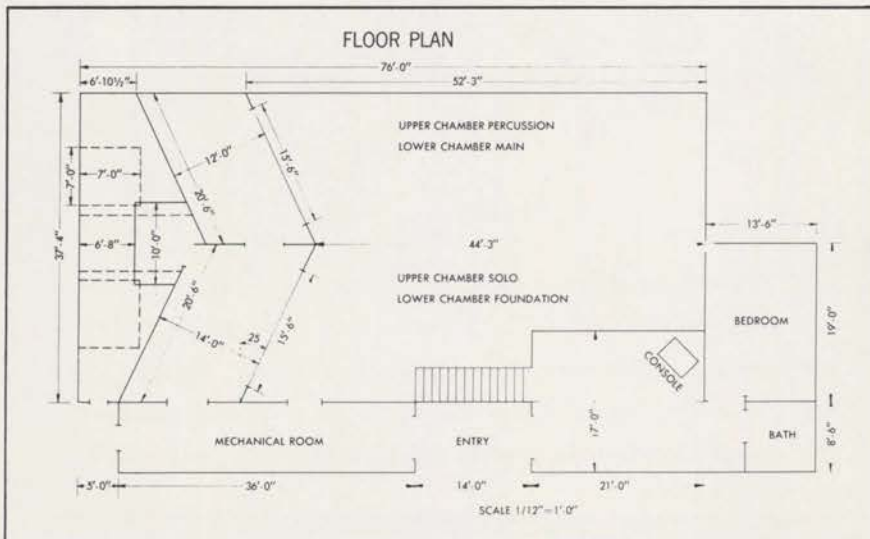 FLOOR PLAN
76'-0"
6'-10½"
52'-3"
UPPER CHAMBER PERCUSSION
LOWER CHAMBER MAIN
12'-0"
15'-6"
7'-0"
7'-0"
20'-6"
13'-6"
37'-4"
6'-8"
10'-0"
44'-3"
UPPER CHAMBER SOLO
LOWER CHAMBER FOUNDATION
20'-6"
14'-0"
25
15'-6"
BEDROOM
19'-0"
CONSOLE
17'-0"
MECHANICAL ROOM
ENTRY
BATH
8'-6"
5'-0"
36'-0"
14'-0"
21'-0"
SCALE 1/12"=1'.0"